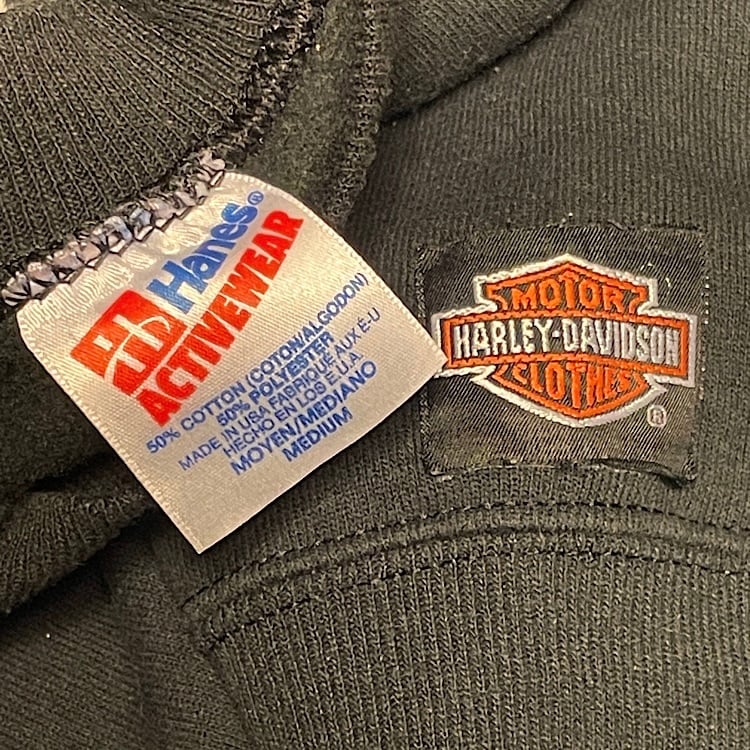 Hanes®
ACTIVEWEAR
50% COTTON (COTON/ALGODON)
50% POLYESTER
MADE IN USA FABRIQUÉ AUX É-U
HECHO EN LOS E.U.A.
MOYEN/MEDIANO
MEDIUM
MOTOR
HARLEY-DAVIDSON
CLOTHES
®